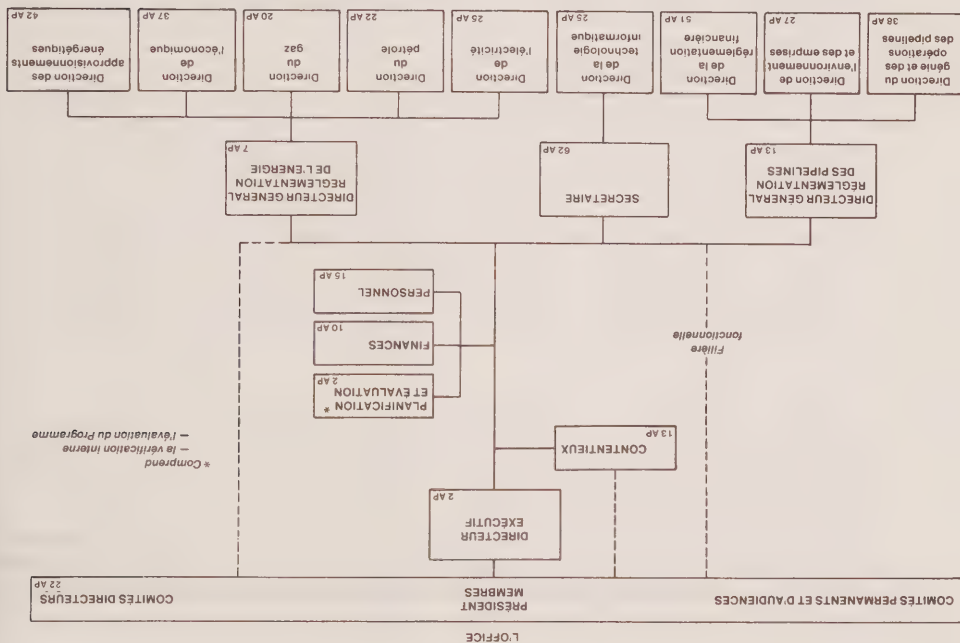 L'OFFICE
COMITÉS PERMANENTS ET D'AUDIENCES
PRÉSIDENT
MEMBRES
COMITÉS DIRECTEURS
22 AP
DIRECTEUR
EXÉCUTIF
2 AP
CONTENTIEUX
13 AP
* Comprend
– la vérification interne
– l'évaluation du Programme
PLANIFICATION
ET ÉVALUATION *
2 AP
FINANCES
10 AP
PERSONNEL
15 AP
Filière
fonctionnelle
DIRECTEUR GÉNÉRAL
RÉGLEMENTATION
DES PIPELINES
13 AP
SECRÉTAIRE
62 AP
DIRECTEUR GÉNÉRAL
RÉGLEMENTATION
DE L'ÉNERGIE
7 AP
Direction du
génie et des
opérations
des pipelines
38 AP
Direction de
l'environnement
et des emprises
27 AP
Direction
de la
réglementation
financière
51 AP
Direction
de la
technologie
informatique
25 AP
Direction
de
l'électricité
25 AP
Direction
du
pétrole
22 AP
Direction
du
gaz
20 AP
Direction
de
l'économique
37 AP
Direction des
approvisionnements
énergétiques
42 AP